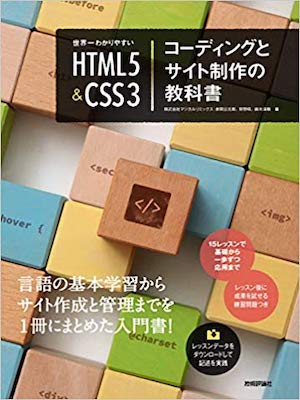 世界一わかりやすい
HTML5
&CSS3
コーディングと
サイト制作の
教科書
</>
<img>
hover {
echarset
15レッスンで
基礎から
一歩ずつ
応用まで
レッスン後に
成果を試せる
練習問題つき
言語の基本学習から
サイト作成と管理までを
1冊にまとめた入門書!
レッスンデータを
ダウンロードして
記述を実践
技術評論社